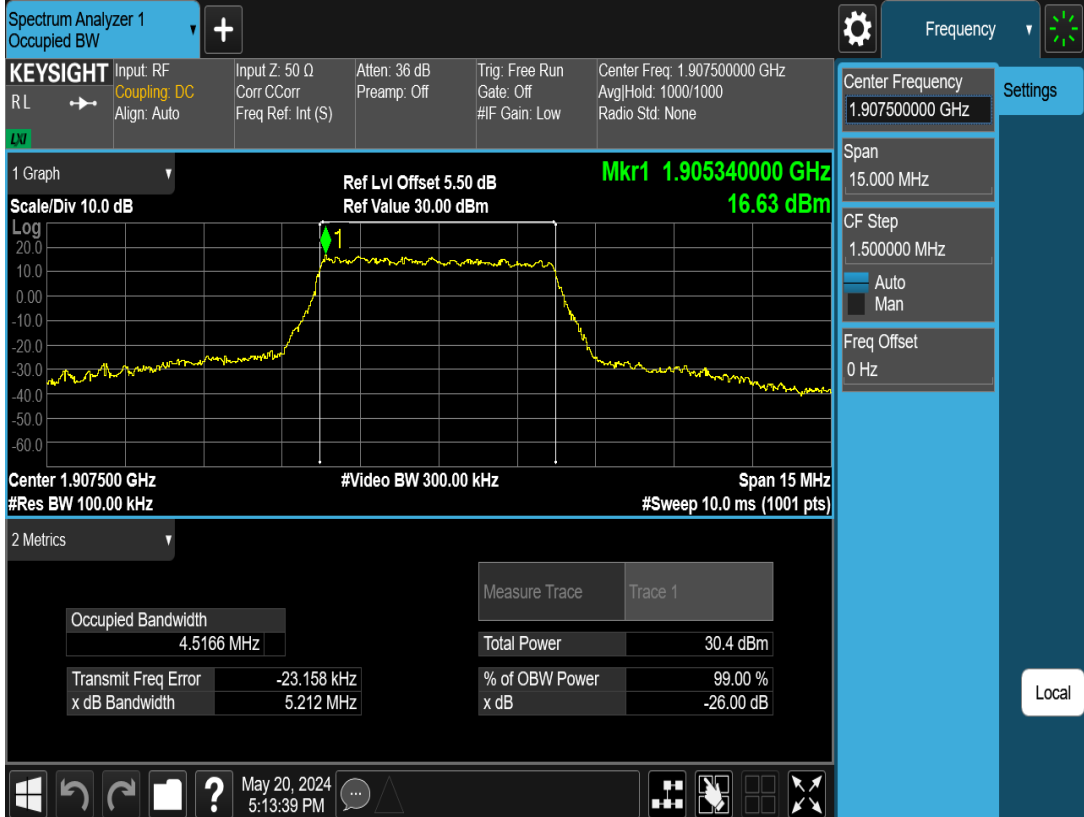 Spectrum Analyzer 1
Occupied BW
▼
+
Frequency
▼
KEYSIGHT
R L
LXI
Input: RF
Coupling: DC
Align: Auto
Input Z: 50 Ω
Corr CCorr
Freq Ref: Int (S)
Atten: 36 dB
Preamp: Off
Trig: Free Run
Gate: Off
#IF Gain: Low
Center Freq: 1.907500000 GHz
Avg|Hold: 1000/1000
Radio Std: None
Center Frequency
1.907500000 GHz
Settings
Span
15.000 MHz
CF Step
1.500000 MHz
Auto
Man
Freq Offset
0 Hz
Local
1 Graph
▼
Scale/Div 10.0 dB
Ref Lvl Offset 5.50 dB
Ref Value 30.00 dBm
Mkr1 1.905340000 GHz
16.63 dBm
Log
1
20.0
10.0
0.00
-10.0
-20.0
-30.0
-40.0
-50.0
-60.0
Center 1.907500 GHz
#Video BW 300.00 kHz
Span 15 MHz
#Res BW 100.00 kHz
#Sweep 10.0 ms (1001 pts)
2 Metrics
▼
Measure Trace
Trace 1
Occupied Bandwidth
4.5166 MHz
Total Power
30.4 dBm
Transmit Freq Error
-23.158 kHz
% of OBW Power
99.00 %
x dB Bandwidth
5.212 MHz
x dB
-26.00 dB
?
May 20, 2024
5:13:39 PM